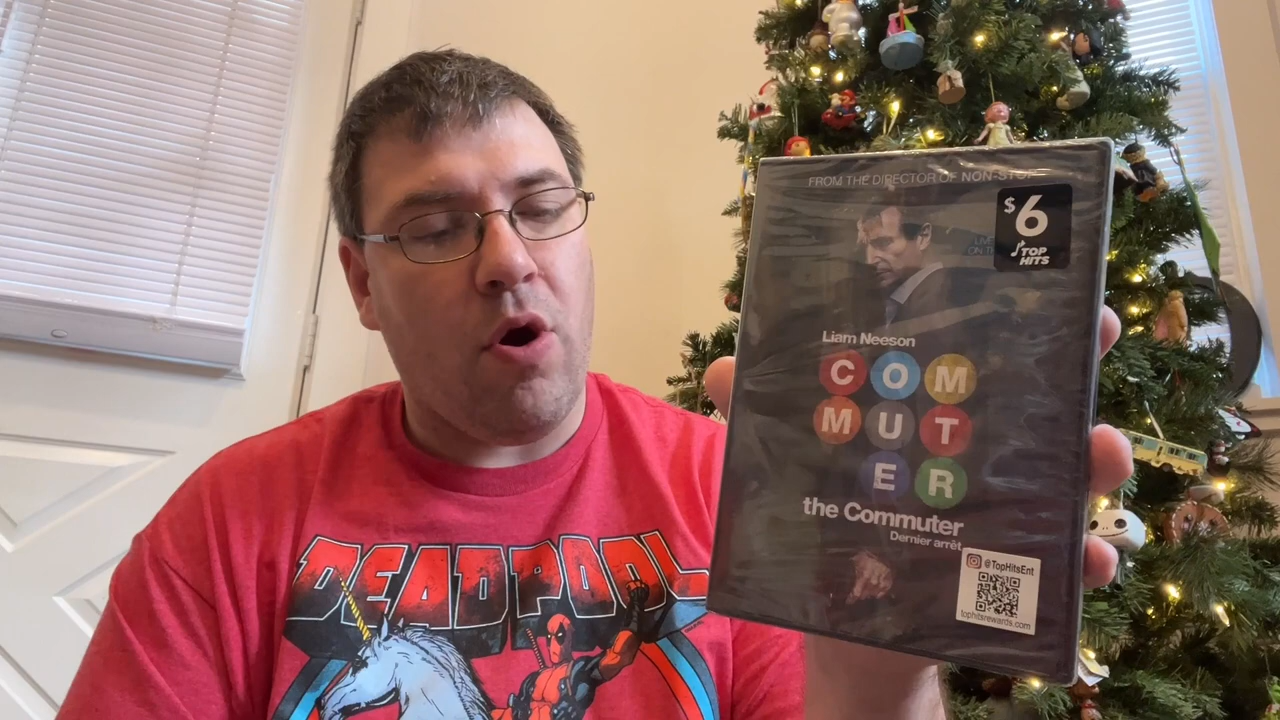 FROM THE DIRECTOR OF NON-STOP
$6
TOP
HITS
Liam Neeson
COM
MUT
ER
the Commuter
Dernier arrêt
@TopHitsEnt
tophitsrewards.com
DEADPOOL